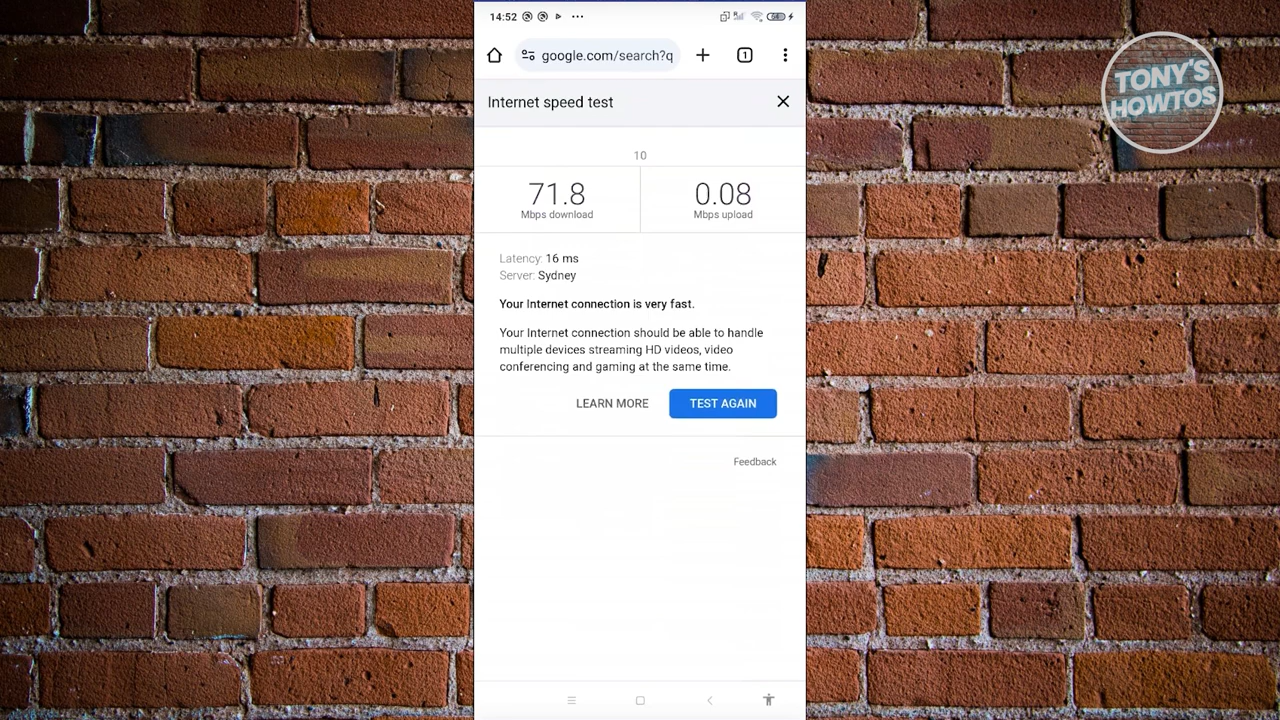 14:52
google.com/search?q
1
TONY'S
HOWTOS
Internet speed test
10
71.8
Mbps download
0.08
Mbps upload
Latency: 16 ms
Server: Sydney
Your Internet connection is very fast.
Your Internet connection should be able to handle
multiple devices streaming HD videos, video
conferencing and gaming at the same time.
LEARN MORE
TEST AGAIN
Feedback